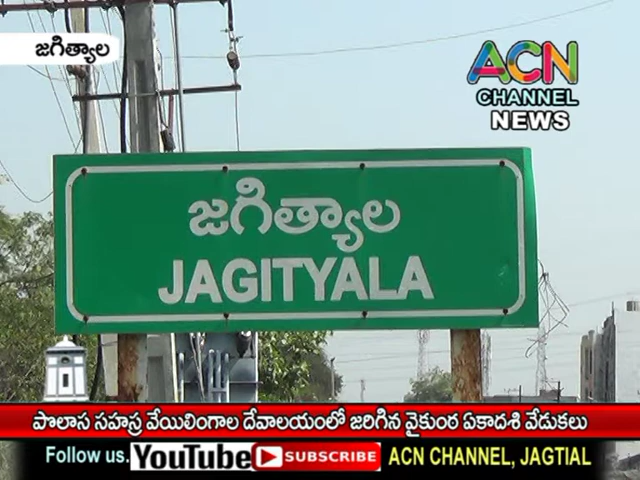 జగిత్యాల
ACN
CHANNEL
NEWS
జగిత్యాల
JAGITYALA
పొలాస సహస్ర వేయిలింగాల దేవాలయంలో జరిగిన వైకుంఠ ఏకాదశి వేడుకలు
Follow us. YouTube SUBSCRIBE ACN CHANNEL, JAGTIAL